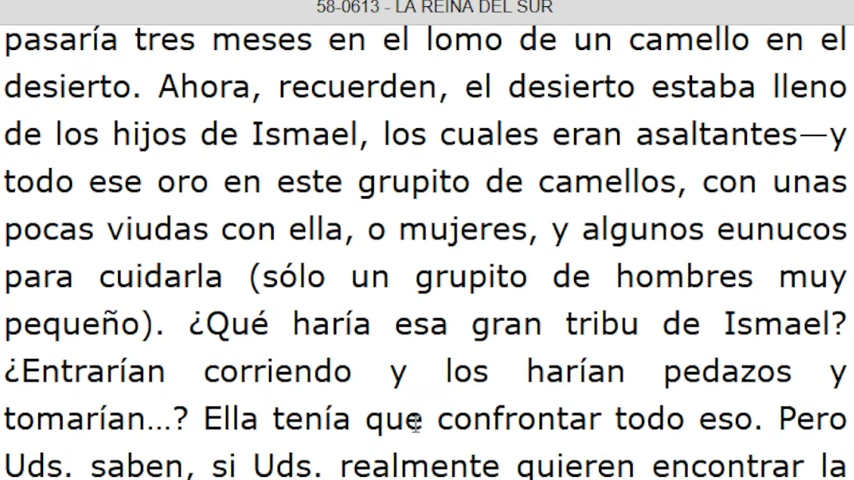 58-0613 - LA REINA DEL SUR
pasaría tres meses en el lomo de un camello en el
desierto. Ahora, recuerden, el desierto estaba lleno
de los hijos de Ismael, los cuales eran asaltantes—y
todo ese oro en este grupito de camellos, con unas
pocas viudas con ella, o mujeres, y algunos eunucos
para cuidarla (sólo un grupito de hombres muy
pequeño). ¿Qué haría esa gran tribu de Ismael?
¿Entrarían corriendo y los harían pedazos y
tomarían...? Ella tenía que confrontar todo eso. Pero
Uds. saben, si Uds. realmente quieren encontrar la